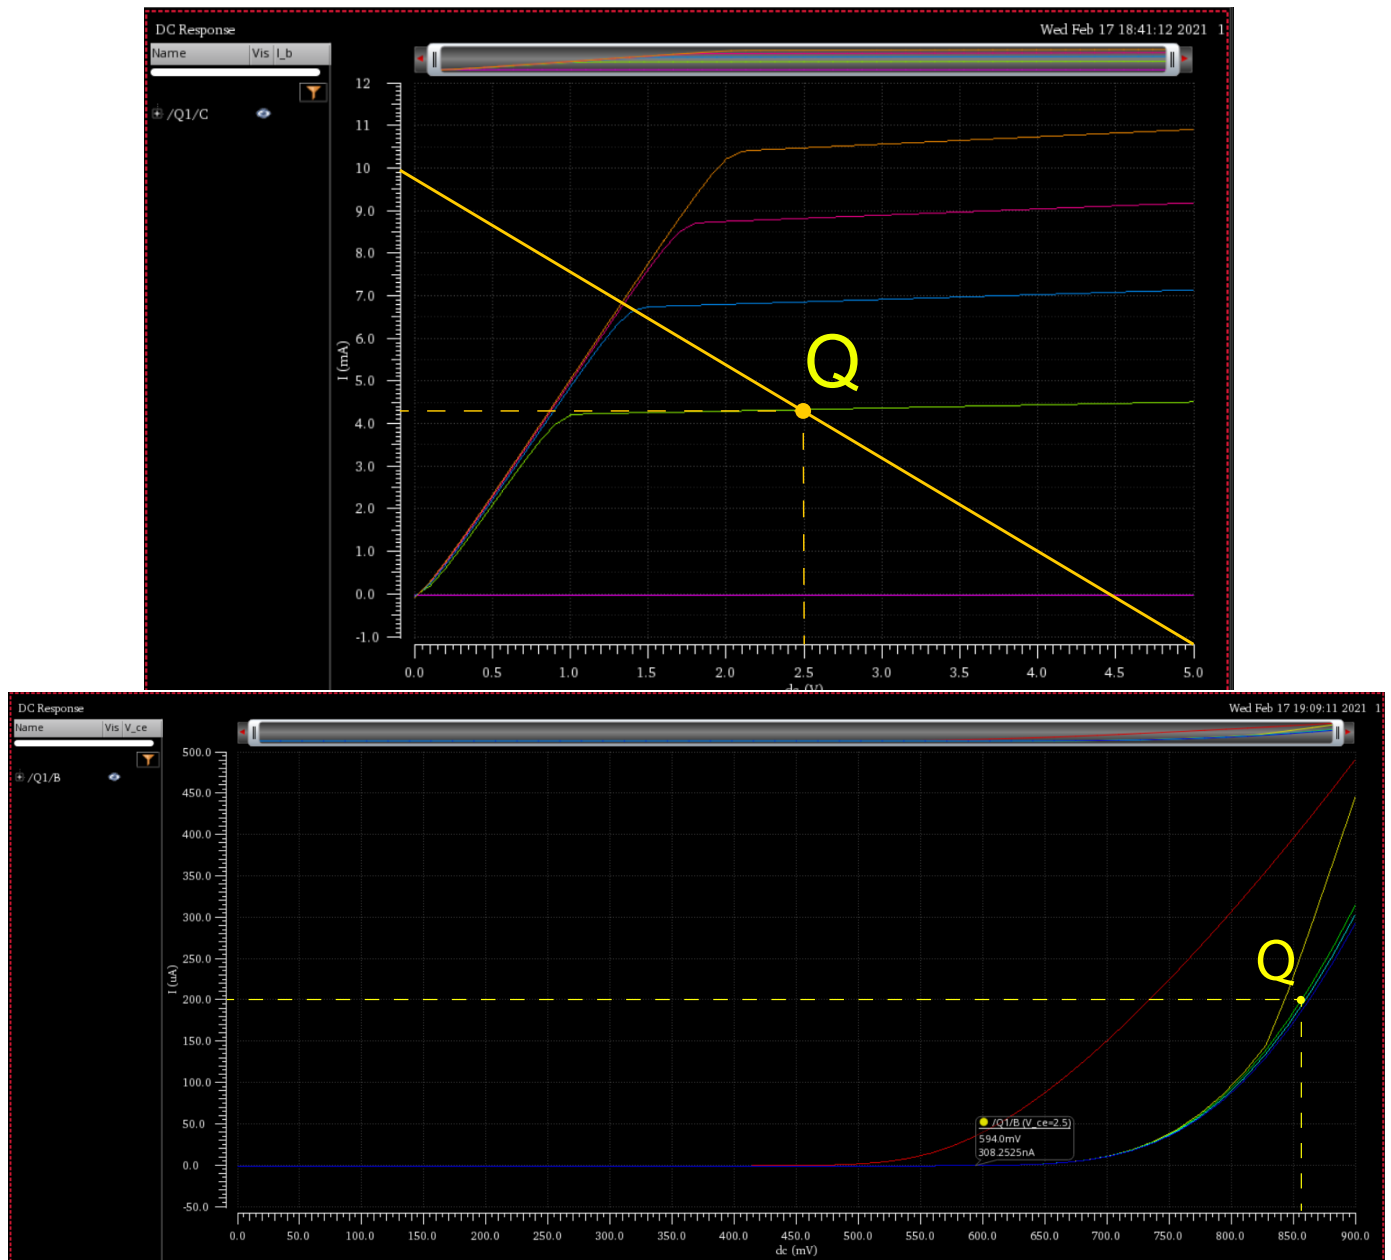 DC Response
Wed Feb 17 18:41:12 2021 1
Name Vis I_b
/Q1/C
12
11
10
9.0
8.0
7.0
6.0
5.0
4.0
3.0
2.0
1.0
0.0
-1.0
I (mA)
Q
0.0 0.5 1.0 1.5 2.0 2.5 3.0 3.5 4.0 4.5 5.0
dc (V)
DC Response
Wed Feb 17 19:09:11 2021 1
Name Vis V_ce
/Q1/B
500.0
450.0
400.0
350.0
300.0
250.0
200.0
150.0
100.0
50.0
0.0
-50.0
I (uA)
Q
/Q1/B (V_ce=2.5)
594.0mV
308.2525nA
0.0 50.0 100.0 150.0 200.0 250.0 300.0 350.0 400.0 450.0 500.0 550.0 600.0 650.0 700.0 750.0 800.0 850.0 900.0
dc (mV)